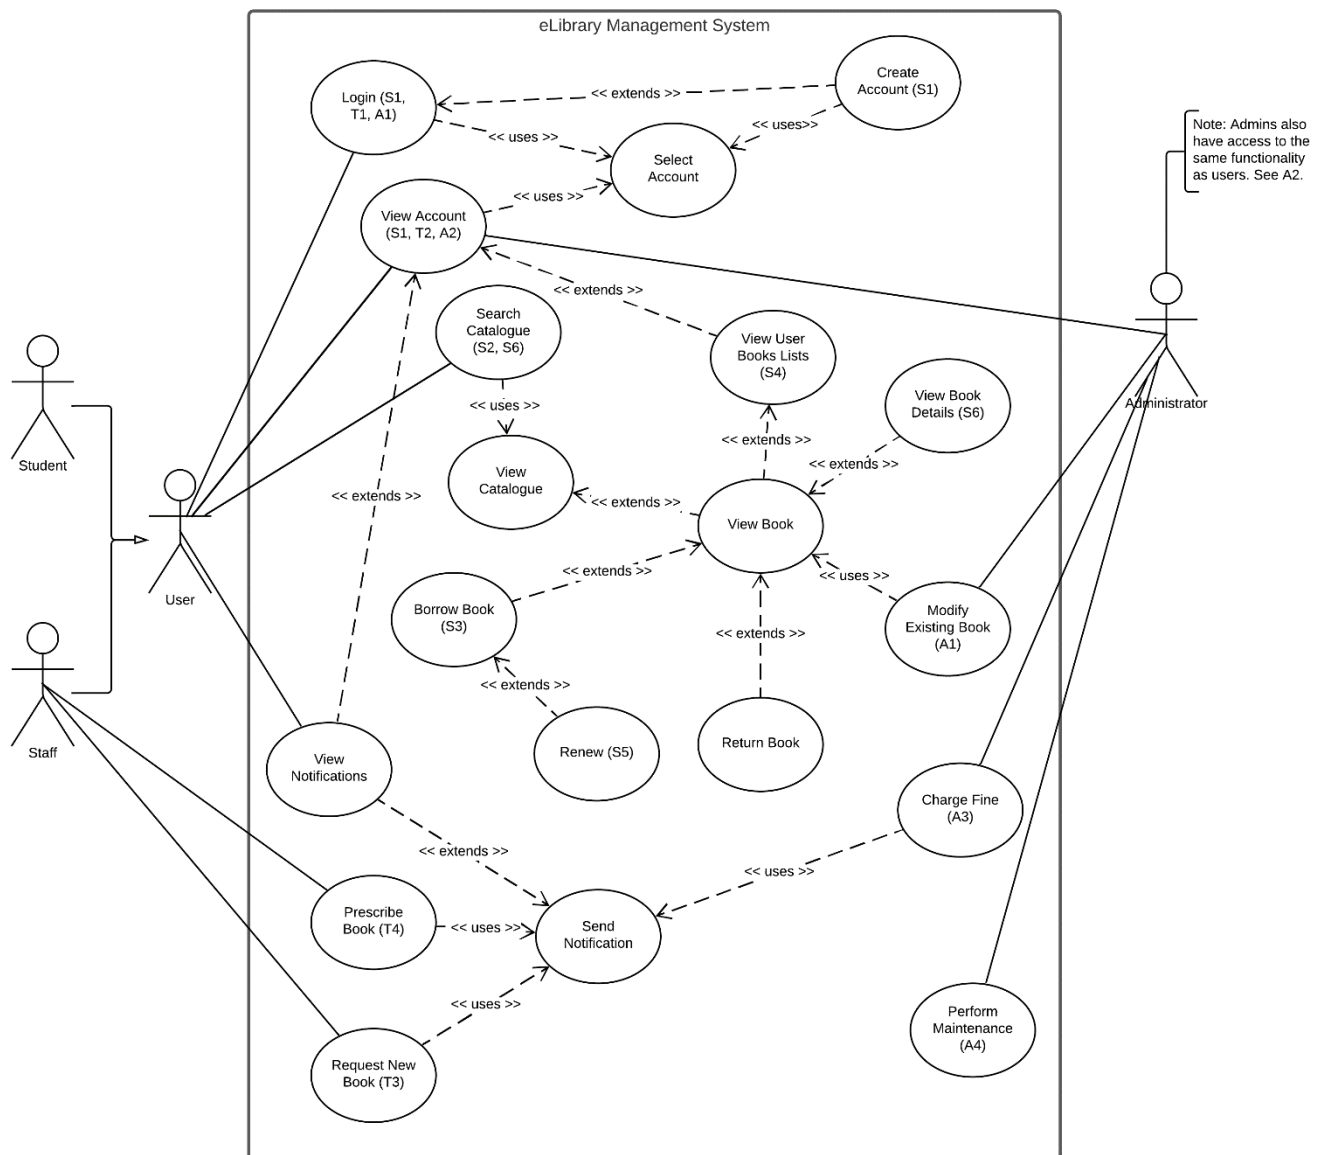 eLibrary Management System
Create
Account (S1)
Login (S1,
T1, A1)
<< extends >>
<< uses >>
<< uses>>
Select
Account
Note: Admins also
have access to the
same functionality
as users. See A2.
View Account
(S1, T2, A2)
<< uses >>
<< extends >>
Search
Catalogue
(S2, S6)
View User
Books Lists
(S4)
View Book
Details (S6)
Administrator
<< uses >>
<< extends >>
<< extends >>
Student
View
Catalogue
<< extends >>
<< extends >>
View Book
User
<< extends >>
<< uses >>
Borrow Book
(S3)
Modify
Existing Book
(A1)
<< extends >>
<< extends >>
Staff
View
Notifications
Renew (S5)
Return Book
Charge Fine
(A3)
<< extends >>
<< uses >>
Prescribe
Book (T4)
<< uses >>
Send
Notification
<< uses >>
Perform
Maintenance
(A4)
Request New
Book (T3)